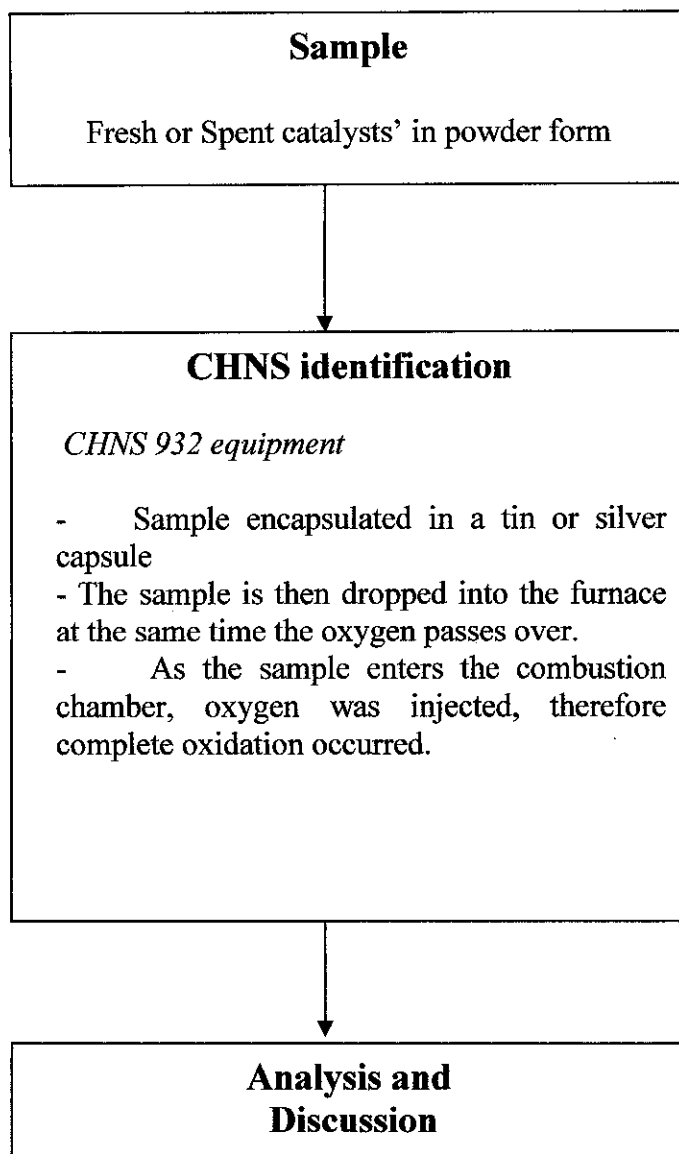 Sample
Fresh or Spent catalysts' in powder form
CHNS identification
CHNS 932 equipment
- Sample encapsulated in a tin or silver
capsule
- The sample is then dropped into the furnace
at the same time the oxygen passes over.
- As the sample enters the combustion
chamber, oxygen was injected, therefore
complete oxidation occurred.
Analysis and
Discussion